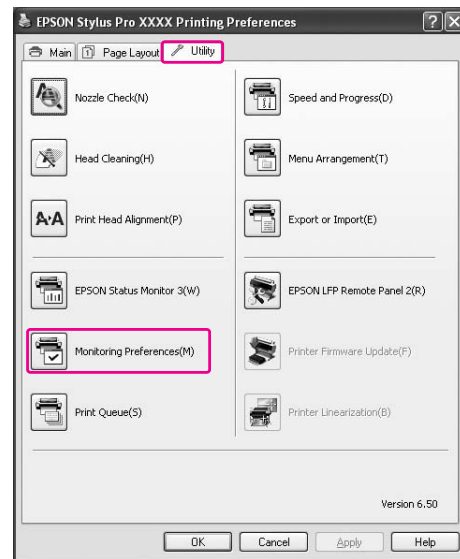 EPSON Stylus Pro XXXX Printing Preferences
Main
Page Layout
Utility
Nozzle Check(N)
Speed and Progress(D)
Head Cleaning(H)
Menu Arrangement(T)
Print Head Alignment(P)
Export or Import(E)
EPSON Status Monitor 3(W)
EPSON LFP Remote Panel 2(R)
Monitoring Preferences(M)
Printer Firmware Update(F)
Print Queue(S)
Printer Linearization(B)
Version 6.50
OK
Cancel
Apply
Help